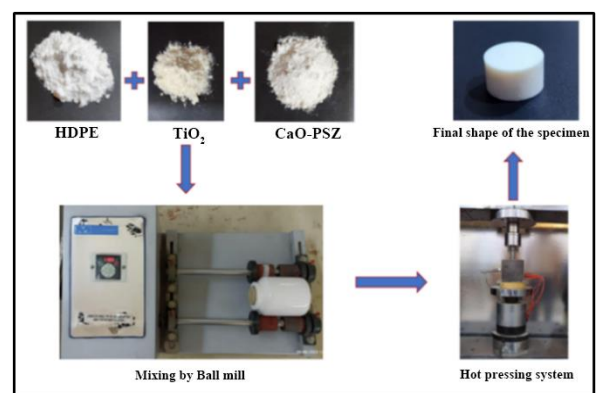 HDPE
TiO₂
CaO-PSZ
Final shape of the specimen
Mixing by Ball mill
Hot pressing system